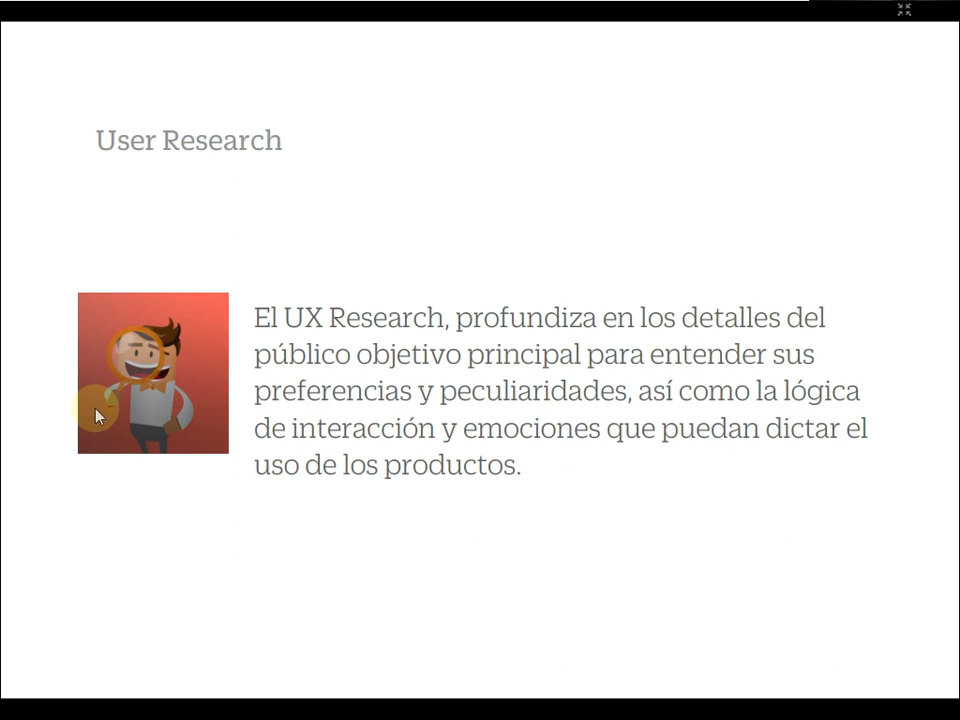 User Research
El UX Research, profundiza en los detalles del
público objetivo principal para entender sus
preferencias y peculiaridades, así como la lógica
de interacción y emociones que puedan dictar el
uso de los productos.